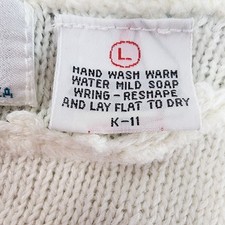 L
HAND WASH WARM
WATER MILD SOAP
WRING - RESHAPE
AND LAY FLAT TO DRY
K-11